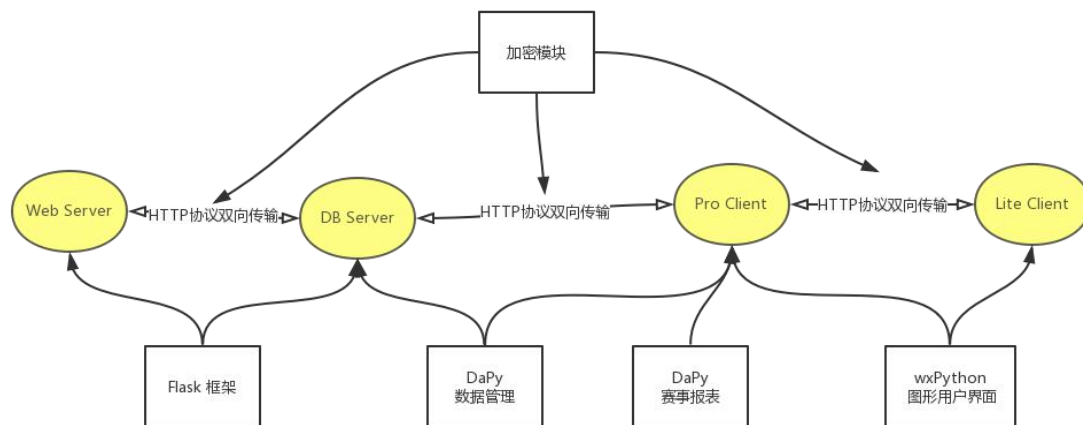 加密模块
Web Server
HTTP协议双向传输
DB Server
HTTP协议双向传输
Pro Client
HTTP协议双向传输
Lite Client
Flask 框架
DaPy
数据管理
DaPy
赛事报表
wxPython
图形用户界面